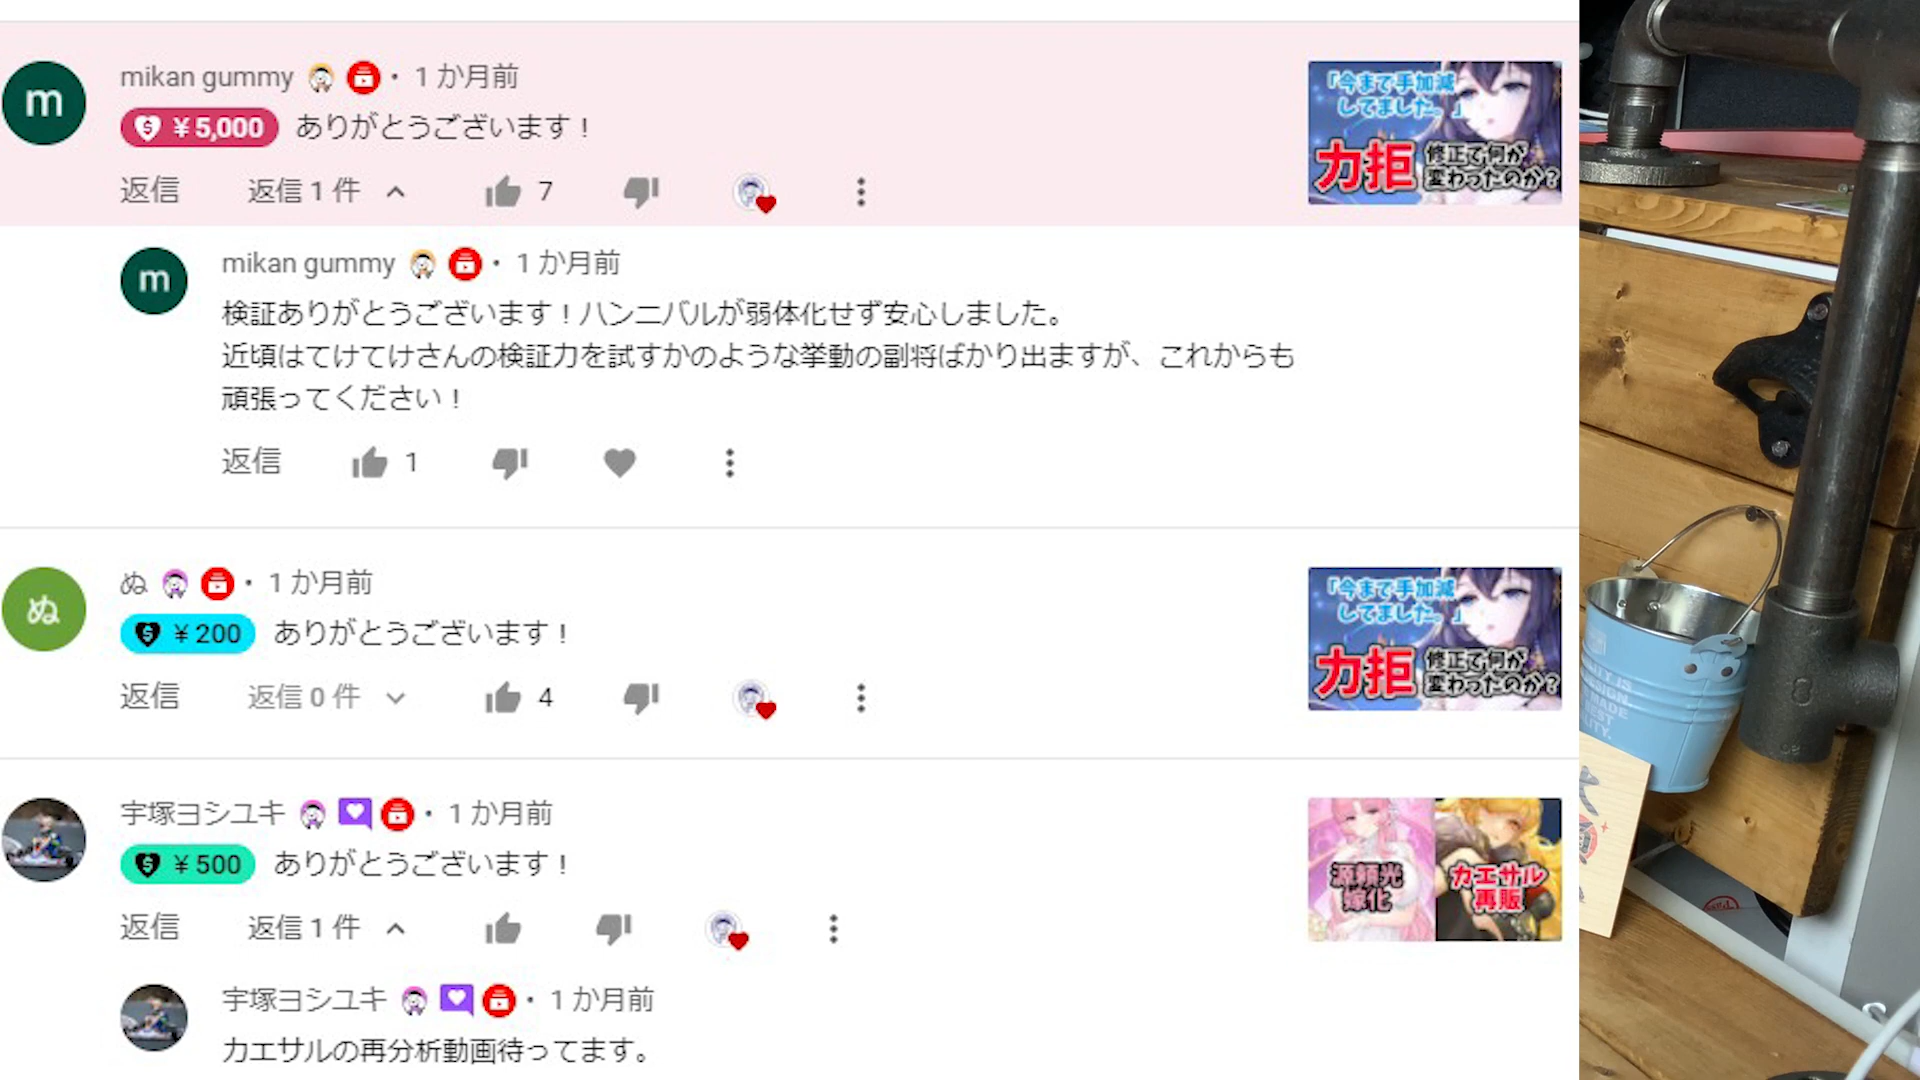 mikan gummy ・ 1 か月前
m
¥5,000 ありがとうございます！
返信 返信 1 件 7
「今まで手加減
してました。」
力拒 修正で何が
変わったのか?
mikan gummy ・ 1 か月前
m
検証ありがとうございます！ハンニバルが弱体化せず安心しました。
近頃はてけてけさんの検証力を試すかのような挙動の副将ばかり出ますが、これからも
頑張ってください！
返信 1
ぬ ・ 1 か月前
ぬ
¥200 ありがとうございます！
返信 返信 0 件 4
「今まで手加減
してました。」
力拒 修正で何が
変わったのか?
宇塚ヨシユキ ・ 1 か月前
¥500 ありがとうございます！
返信 返信 1 件
源頼光
嫁化
カエサル
再販
宇塚ヨシユキ ・ 1 か月前
カエサルの再分析動画待ってます。